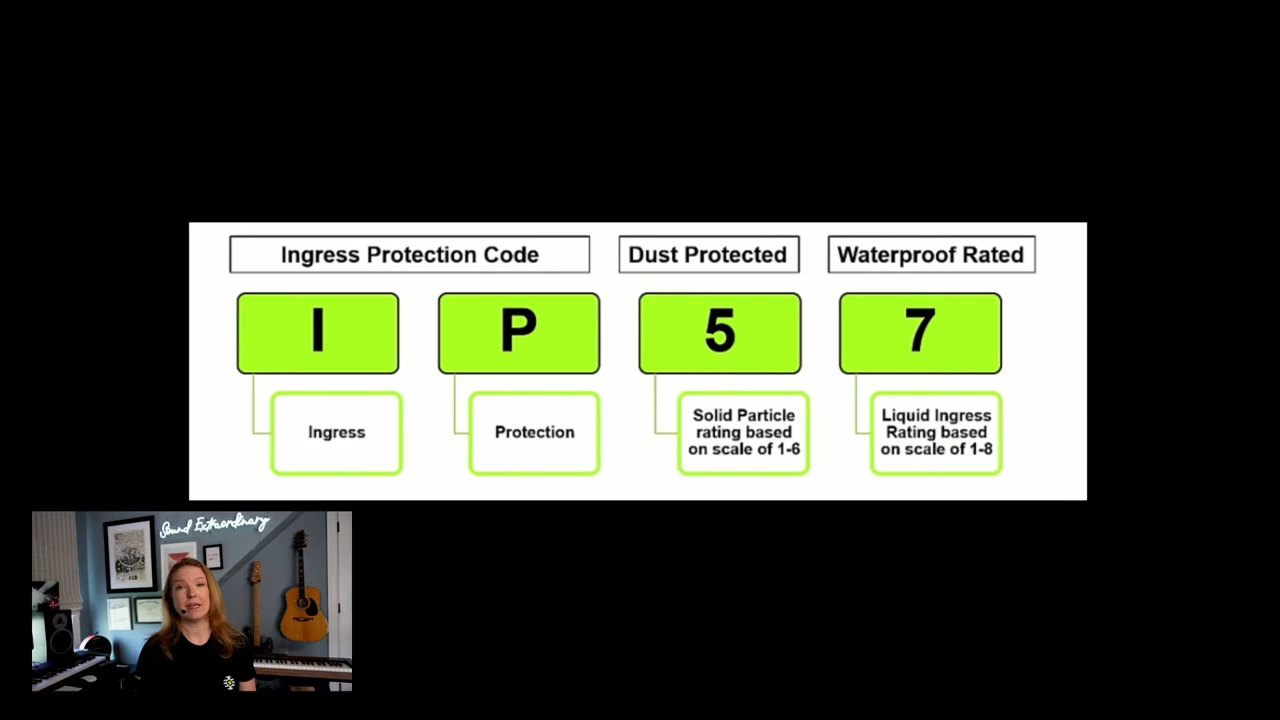 Ingress Protection Code
Dust Protected
Waterproof Rated
I
P
5
7
Ingress
Protection
Solid Particle
rating based
on scale of 1-6
Liquid Ingress
Rating based
on scale of 1-8
Sound Extraordinary